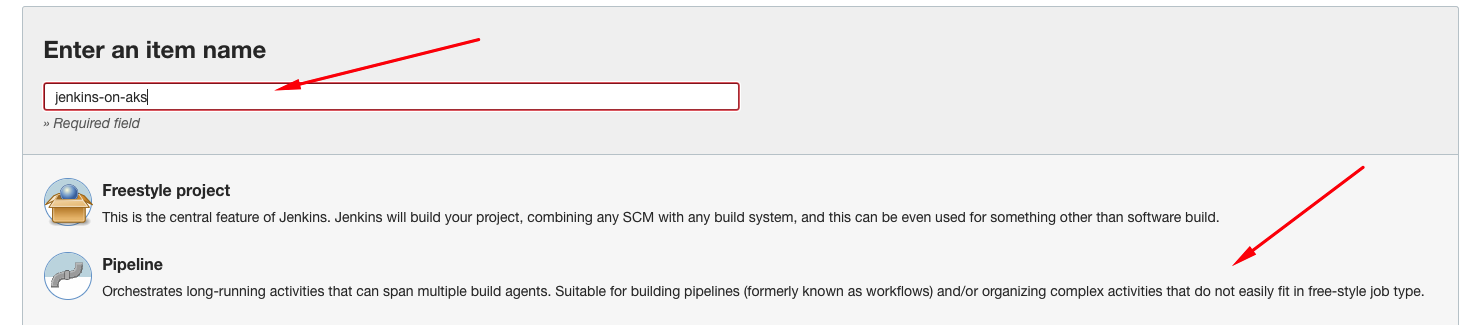 Enter an item name
jenkins-on-aks
» Required field
Freestyle project
This is the central feature of Jenkins. Jenkins will build your project, combining any SCM with any build system, and this can be even used for something other than software build.
Pipeline
Orchestrates long-running activities that can span multiple build agents. Suitable for building pipelines (formerly known as workflows) and/or organizing complex activities that do not easily fit in free-style job type.